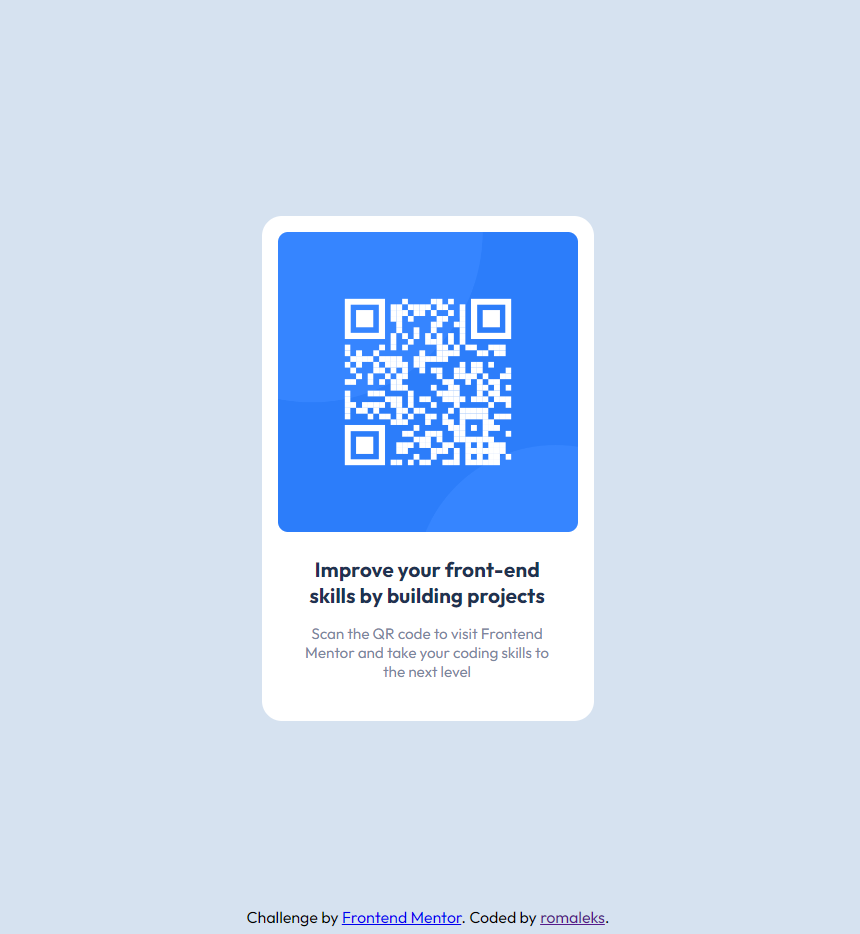 Improve your front-end
skills by building projects
Scan the QR code to visit Frontend
Mentor and take your coding skills to
the next level
Challenge by Frontend Mentor. Coded by romaleks.